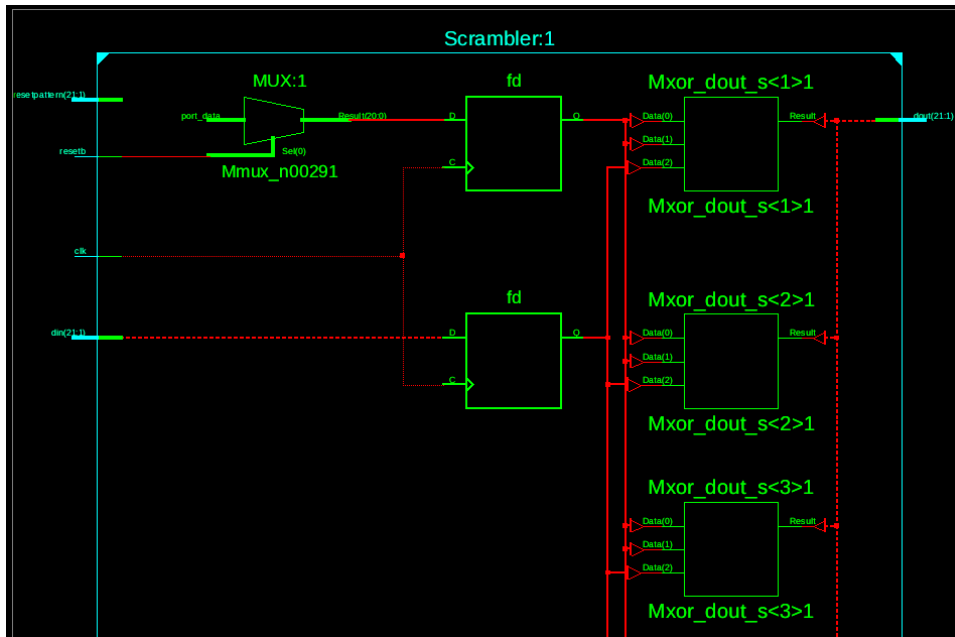 Scrambler:1
MUX:1
fd
Mxor_dout_s<1>1
resetpattern(21:1)
port_data
Result(20:0)
D
Q
Data(0)
Result
dout(21:1)
Data(1)
resetb
Sel(0)
C
Data(2)
Mmux_n00291
Mxor_dout_s<1>1
clk
fd
Mxor_dout_s<2>1
din(21:1)
D
Q
Data(0)
Result
Data(1)
C
Data(2)
Mxor_dout_s<2>1
Mxor_dout_s<3>1
Data(0)
Result
Data(1)
Data(2)
Mxor_dout_s<3>1